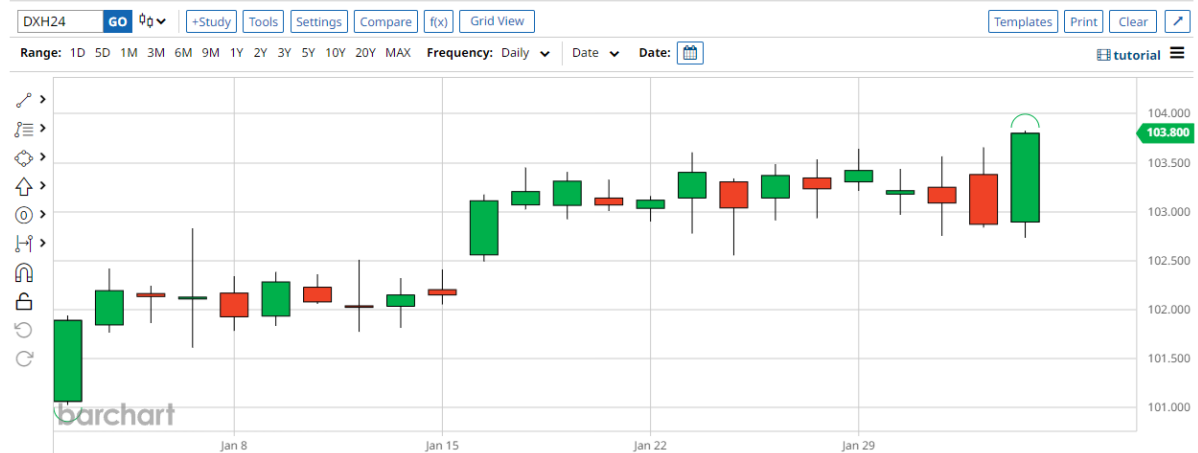 DXH24 GO +Study Tools Settings Compare f(x) Grid View Templates Print Clear
Range: 1D 5D 1M 3M 6M 9M 1Y 2Y 3Y 5Y 10Y 20Y MAX Frequency: Daily Date Date: tutorial
104.000
103.800
103.500
103.000
102.500
102.000
101.500
101.000
barchart
Jan 8 Jan 15 Jan 22 Jan 29